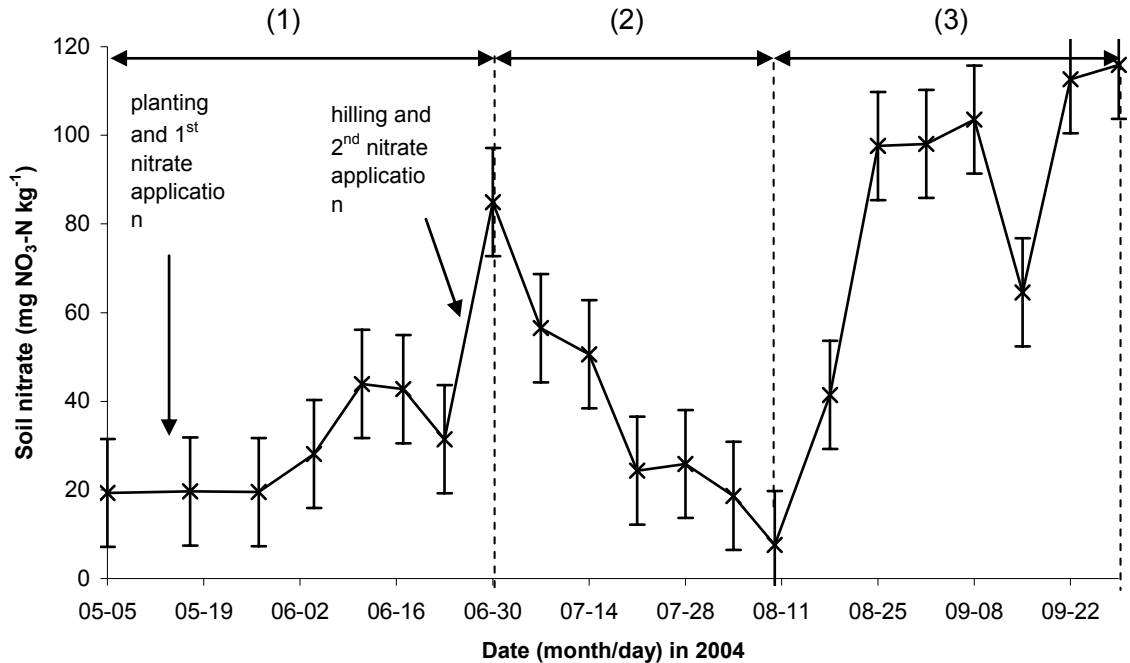 (1) (2) (3)
120
100
80
60
40
20
0
Soil nitrate (mg NO₃-N kg⁻¹)
planting
and 1ˢᵗ
nitrate
applicatio
n
hilling and
2ⁿᵈ nitrate
applicatio
n
05-05 05-19 06-02 06-16 06-30 07-14 07-28 08-11 08-25 09-08 09-22
Date (month/day) in 2004